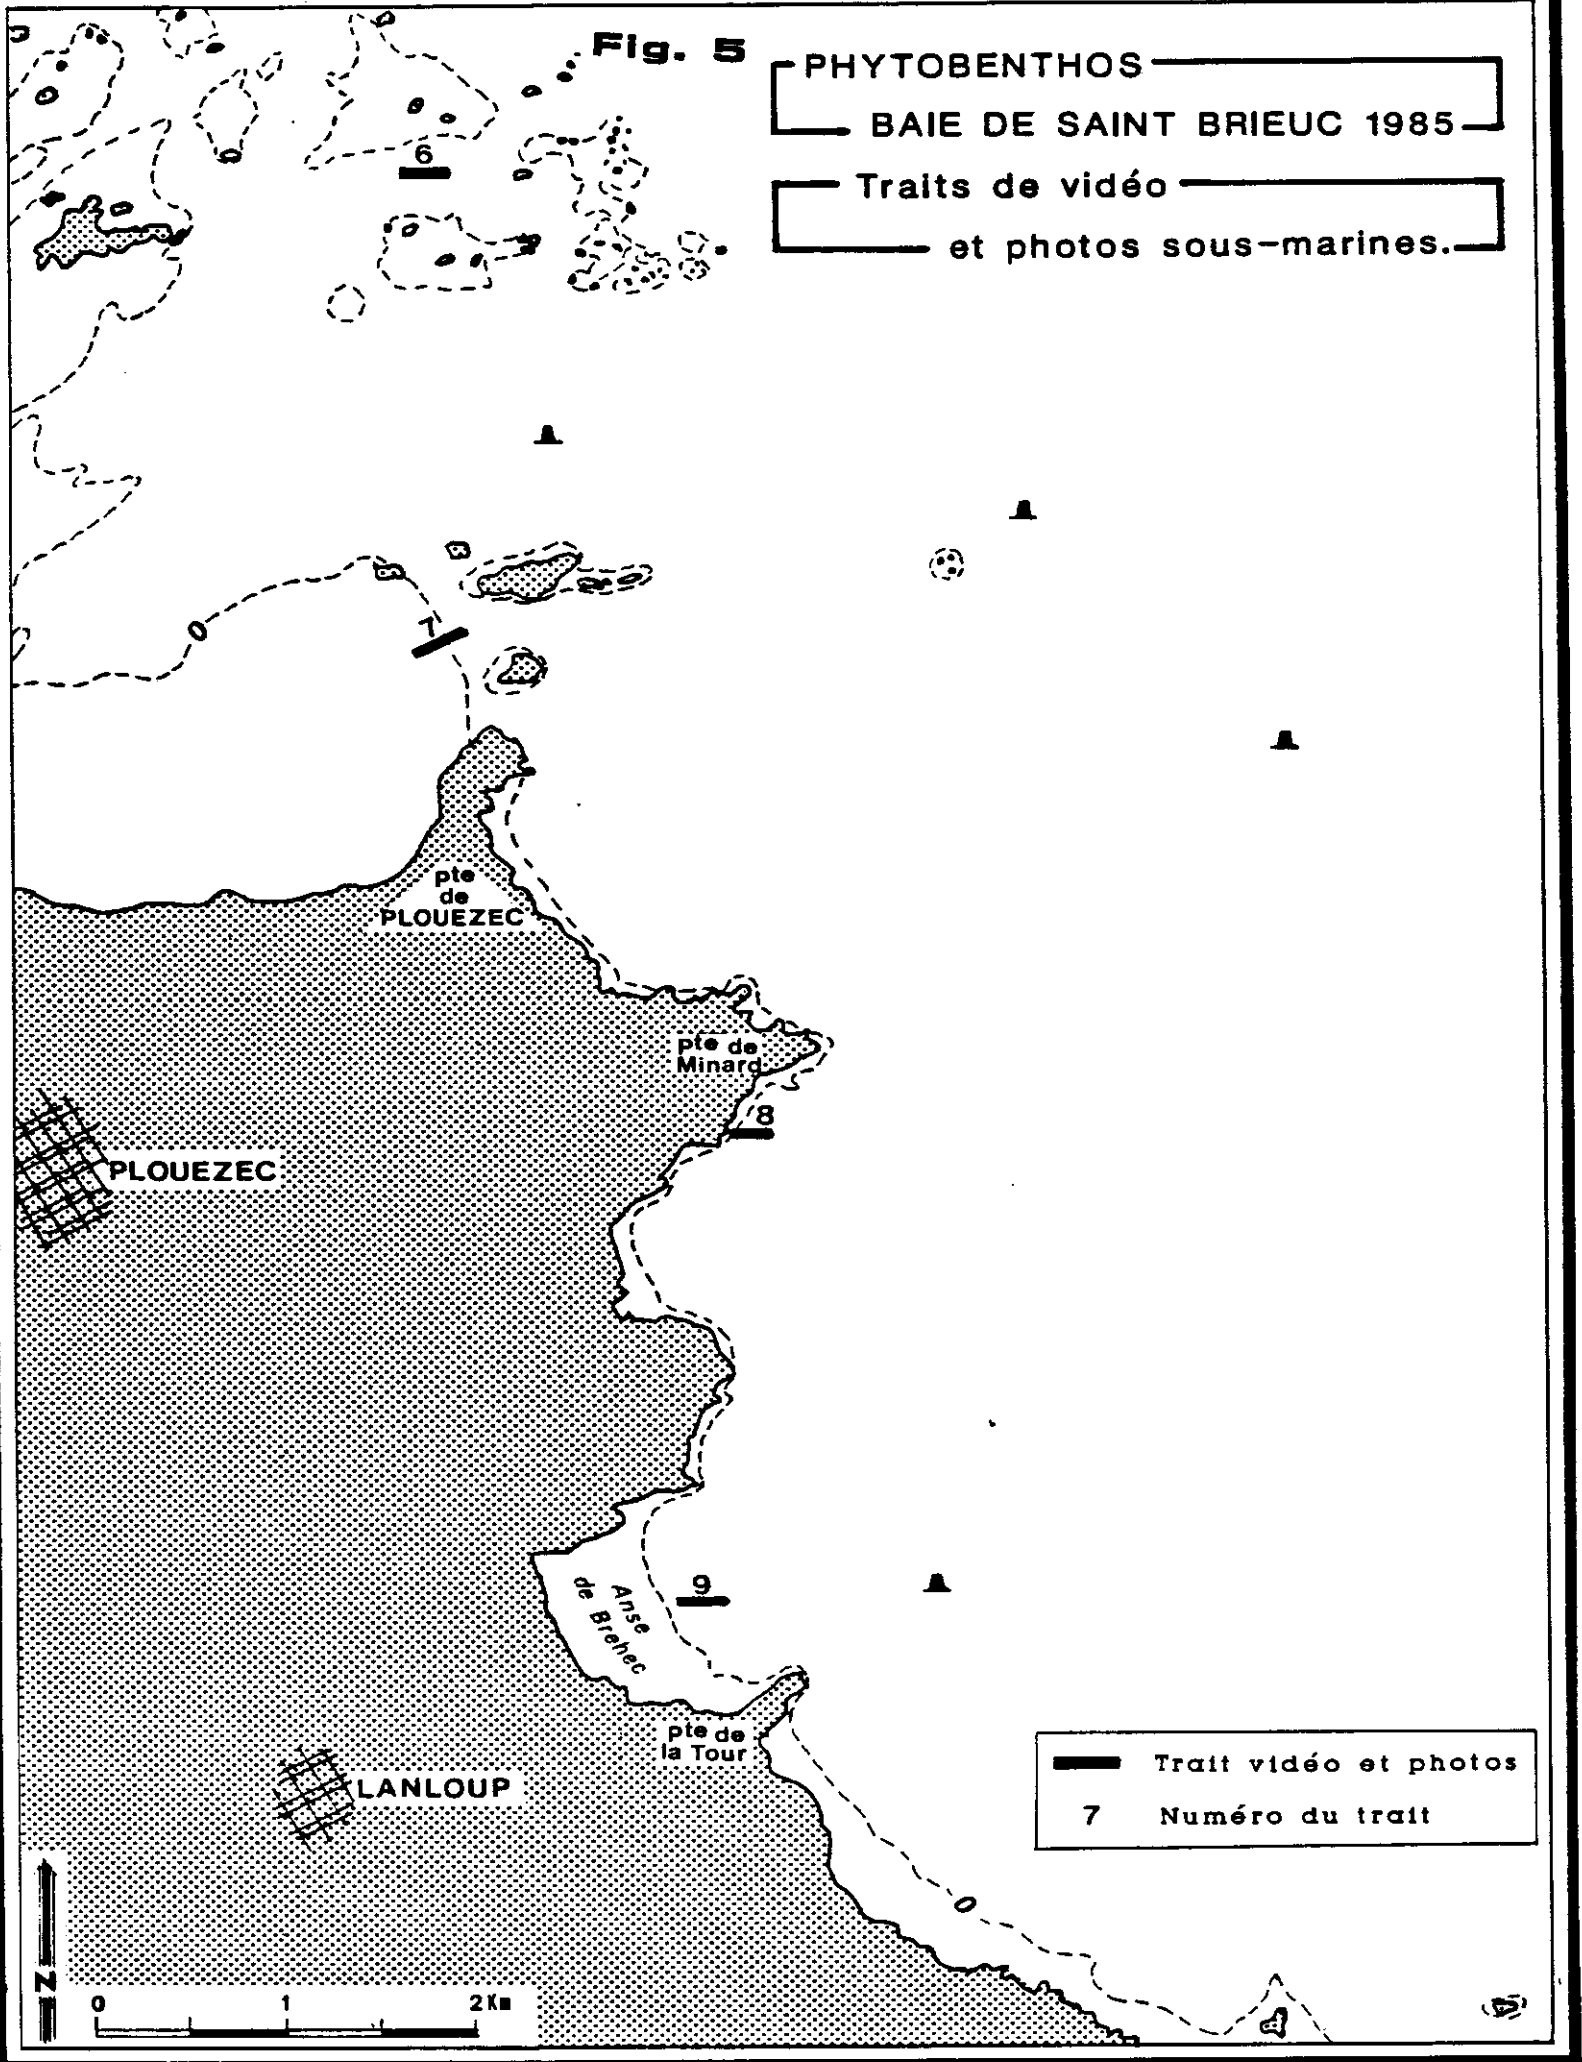 Fig. 5
PHYTOBENTHOS
BAIE DE SAINT BRIEUC 1985
Traits de vidéo
et photos sous-marines.
6
0
7
pte
de
PLOUEZEC
pte de
Minard
8
PLOUEZEC
9
Anse
de Brehec
pte de
la Tour
LANLOUP
Trait vidéo et photos
7 Numéro du trait
0
N
0 1 2 Km